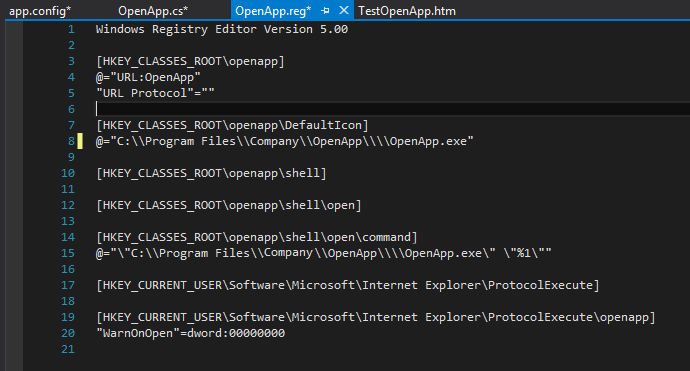 app.config* OpenApp.cs* OpenApp.reg* TestOpenApp.htm
1 Windows Registry Editor Version 5.00
2
3 [HKEY_CLASSES_ROOT\openapp]
4 @="URL:OpenApp"
5 "URL Protocol"=""
6
7 [HKEY_CLASSES_ROOT\openapp\DefaultIcon]
8 @="C:\\Program Files\\Company\\OpenApp\\\\OpenApp.exe"
9
10 [HKEY_CLASSES_ROOT\openapp\shell]
11
12 [HKEY_CLASSES_ROOT\openapp\shell\open]
13
14 [HKEY_CLASSES_ROOT\openapp\shell\open\command]
15 @="\"C:\\Program Files\\Company\\OpenApp\\\\OpenApp.exe\" \"%1\""
16
17 [HKEY_CURRENT_USER\Software\Microsoft\Internet Explorer\ProtocolExecute]
18
19 [HKEY_CURRENT_USER\Software\Microsoft\Internet Explorer\ProtocolExecute\openapp]
20 "WarnOnOpen"=dword:00000000
21